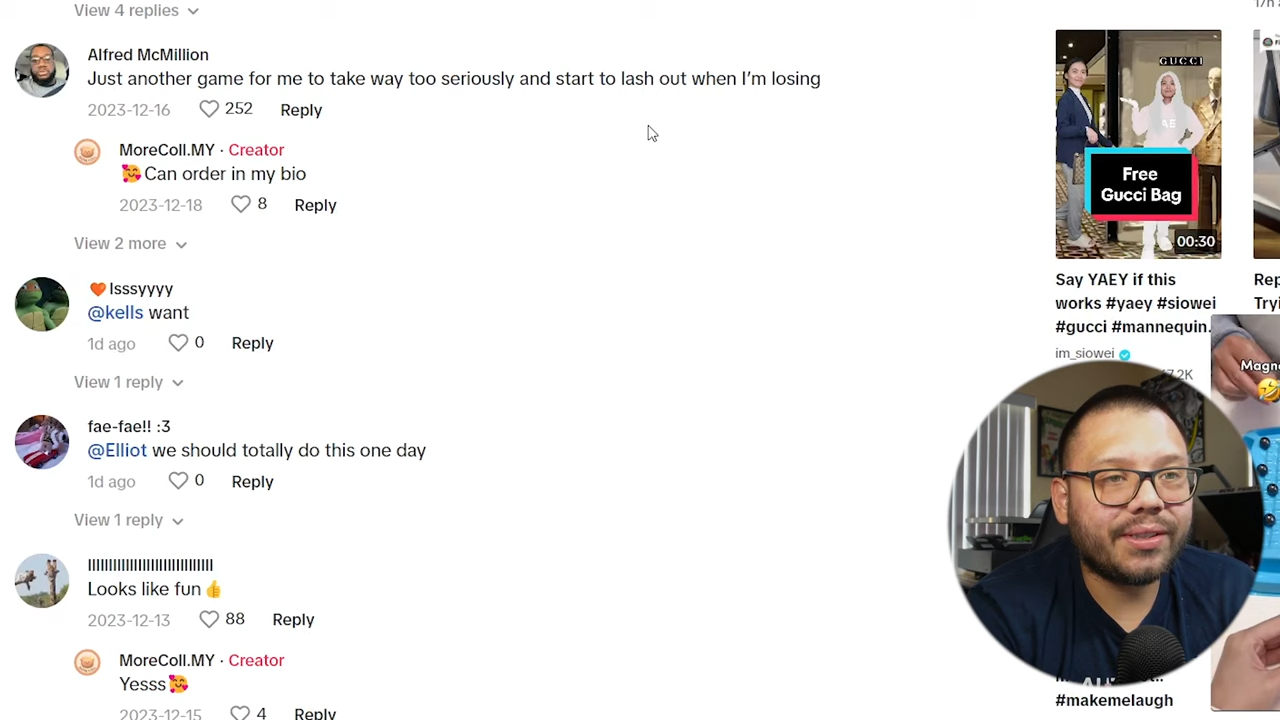 View 4 replies
Alfred McMillion
Just another game for me to take way too seriously and start to lash out when I'm losing
2023-12-16 252 Reply
MoreColl.MY · Creator
🥰Can order in my bio
2023-12-18 8 Reply
View 2 more
🧡lsssyyyy
@kells want
1d ago 0 Reply
View 1 reply
fae-fae!! :3
@Elliot we should totally do this one day
1d ago 0 Reply
View 1 reply
Looks like fun👍
2023-12-13 88 Reply
MoreColl.MY · Creator
Yesss🥰
2023-12-15 4 Reply
GUCCI
Free
Gucci Bag
00:30
Say YAEY if this
works #yaey #siowei
#gucci #mannequin.
im_siowei
#makemelaugh